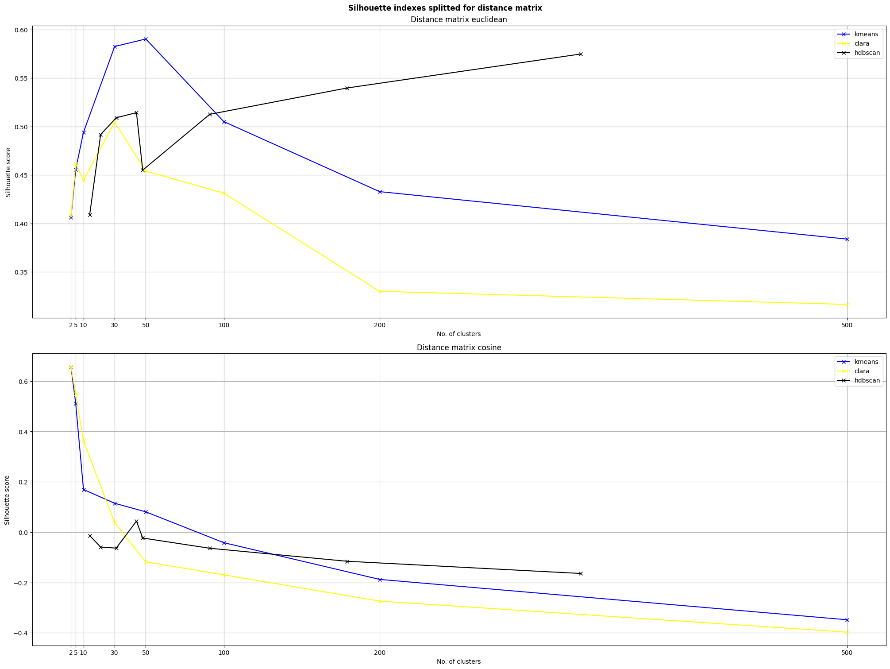 Silhouette indexes splitted for distance matrix
Distance matrix euclidean
kmeans
clara
hdbscan
0.60
0.55
0.50
0.45
0.40
0.35
Silhouette score
2 5 10 30 50 100 200 500
No. of clusters
Distance matrix cosine
kmeans
clara
hdbscan
0.6
0.4
0.2
0.0
−0.2
−0.4
Silhouette score
2 5 10 30 50 100 200 500
No. of clusters